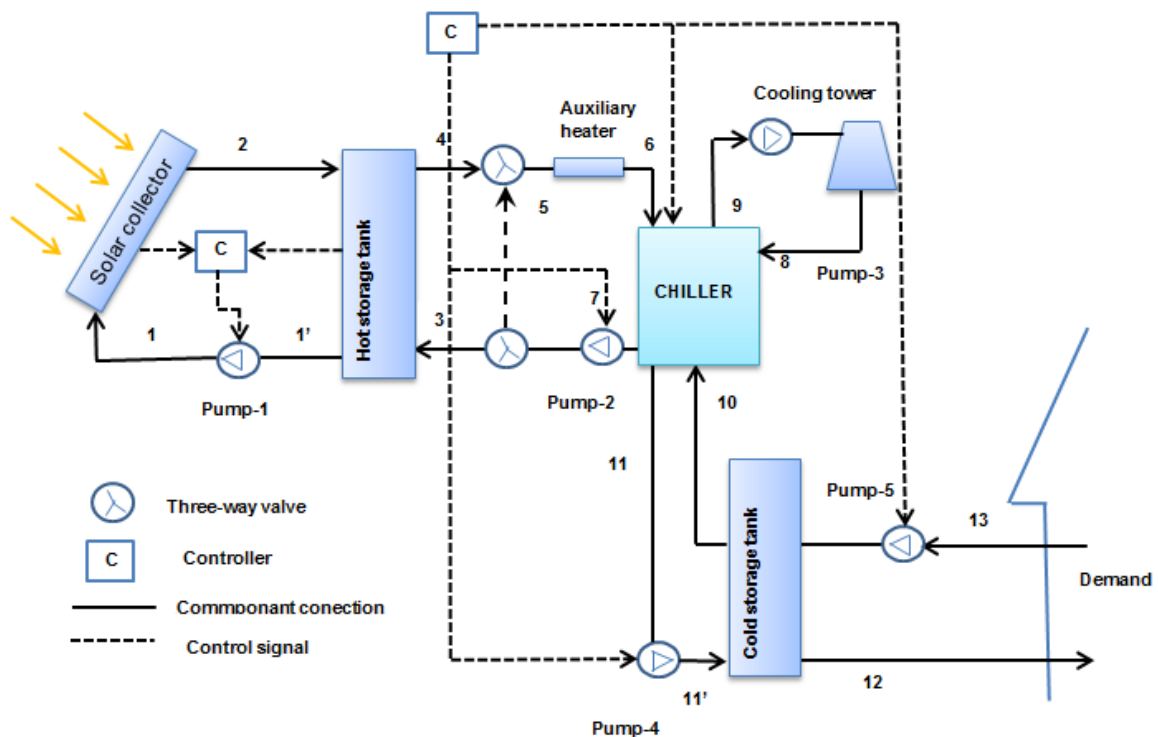 C
Cooling tower
Auxiliary
heater
2
4
6
Solar collector
Hot storage tank
C
5
9
8
Pump-3
CHILLER
7
1
1’
3
Pump-1
Pump-2
10
11
Pump-5
13
Three-way valve
C
Controller
Cold storage tank
Demand
Commponant conection
Control signal
11’
12
Pump-4